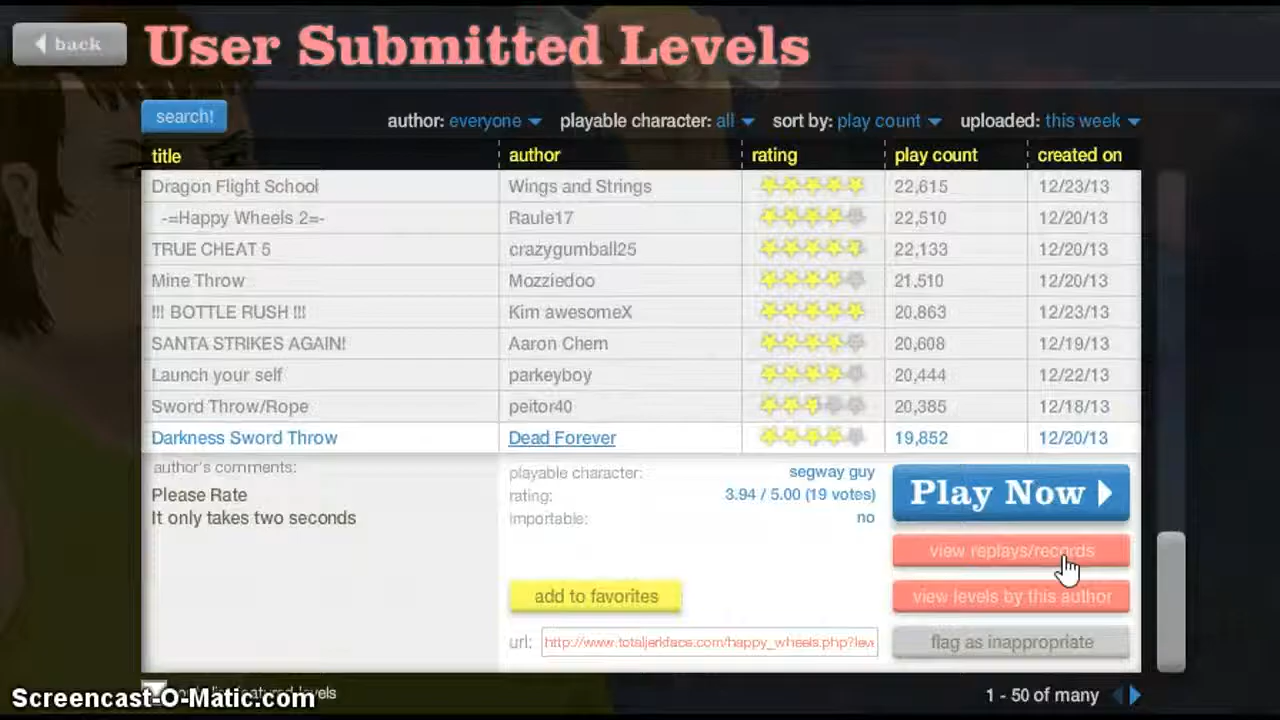 back
User Submitted Levels
search!
author: everyone playable character: all sort by: play count uploaded: this week
title author rating play count created on
Dragon Flight School Wings and Strings 22,615 12/23/13
-=Happy Wheels 2=- Raule17 22,510 12/20/13
TRUE CHEAT 5 crazygumball25 22,133 12/20/13
Mine Throw Mozziedoo 21,510 12/20/13
!!! BOTTLE RUSH !!! Kim awesomeX 20,863 12/23/13
SANTA STRIKES AGAIN! Aaron Chern 20,608 12/19/13
Launch your self parkeyboy 20,444 12/22/13
Sword Throw/Rope peitor40 20,385 12/18/13
Darkness Sword Throw Dead Forever 19,852 12/20/13
author's comments:
Please Rate
It only takes two seconds
playable character: segway guy
rating: 3.94 / 5.00 (19 votes)
importable: no
add to favorites
url: http://www.totaljerkface.com/happy_wheels.php?lev
Play Now
view replays/records
view levels by this author
flag as inappropriate
Screencast-O-Matic.com levels
1 - 50 of many